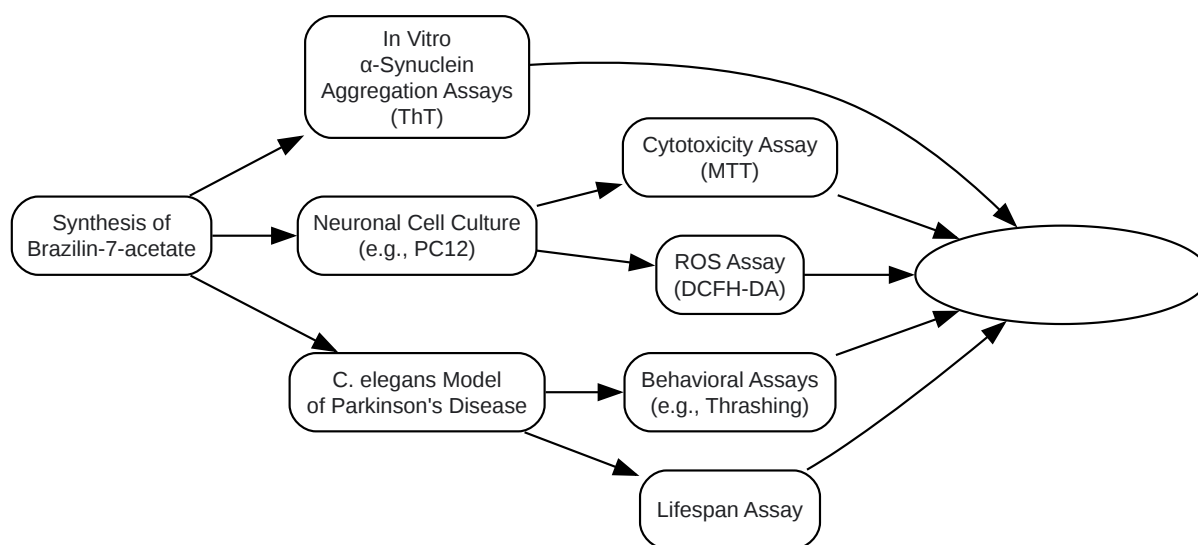 In Vitro
α-Synuclein
Aggregation Assays
(ThT)
Cytotoxicity Assay
(MTT)
Synthesis of
Brazilin-7-acetate
Neuronal Cell Culture
(e.g., PC12)
ROS Assay
(DCFH-DA)
C. elegans Model
of Parkinson's Disease
Behavioral Assays
(e.g., Thrashing)
Lifespan Assay